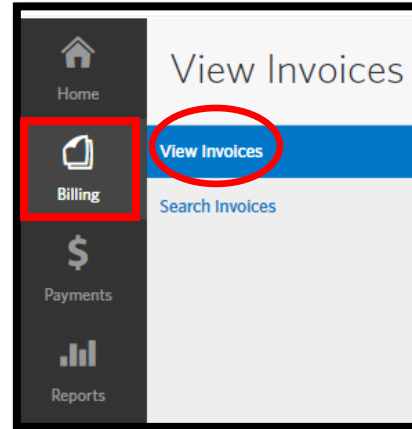 Home
Billing
$
Payments
Reports
View Invoices
View Invoices
Search Invoices